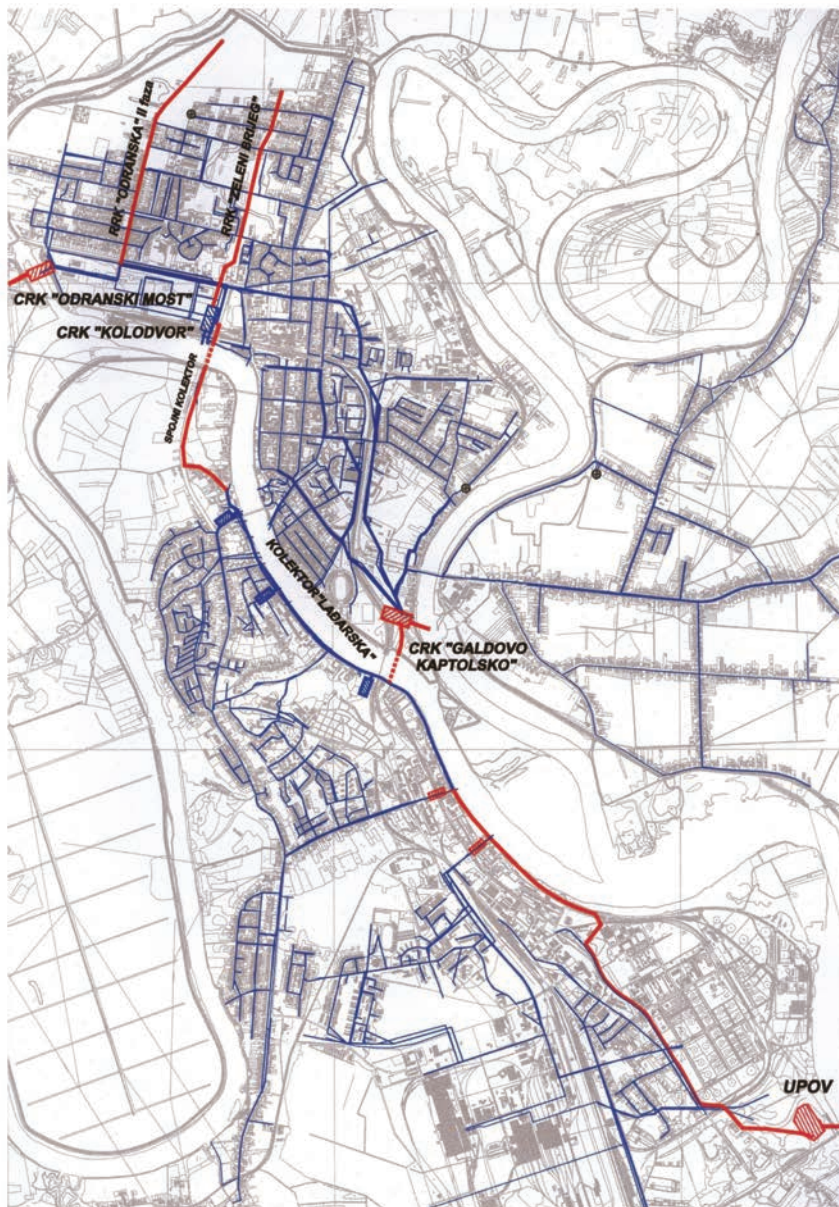 RRK "ODRANSKA" II faza
RRK "ZELENI BRIJEG"
CRK "ODRANSKI MOST"
CRK "KOLODVOR"
SPOJNI KOLEKTOR
KOLEKTOR "LAĐARSKA"
CRK "GALDOVO
KAPTOLSKO"
UPOV